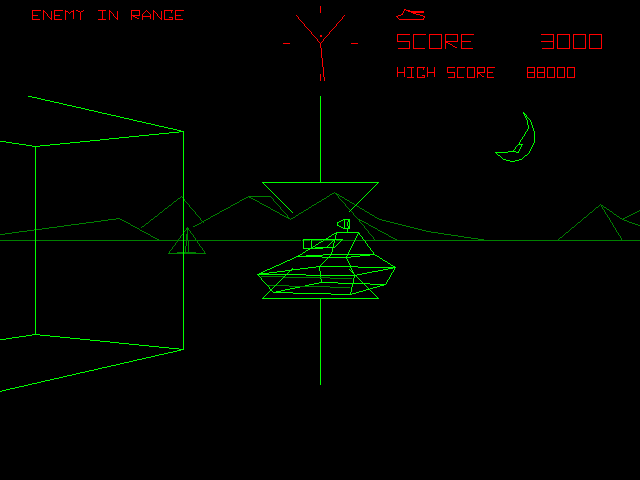 ENEMY IN RANGE
SCORE 3000
HIGH SCORE 88000